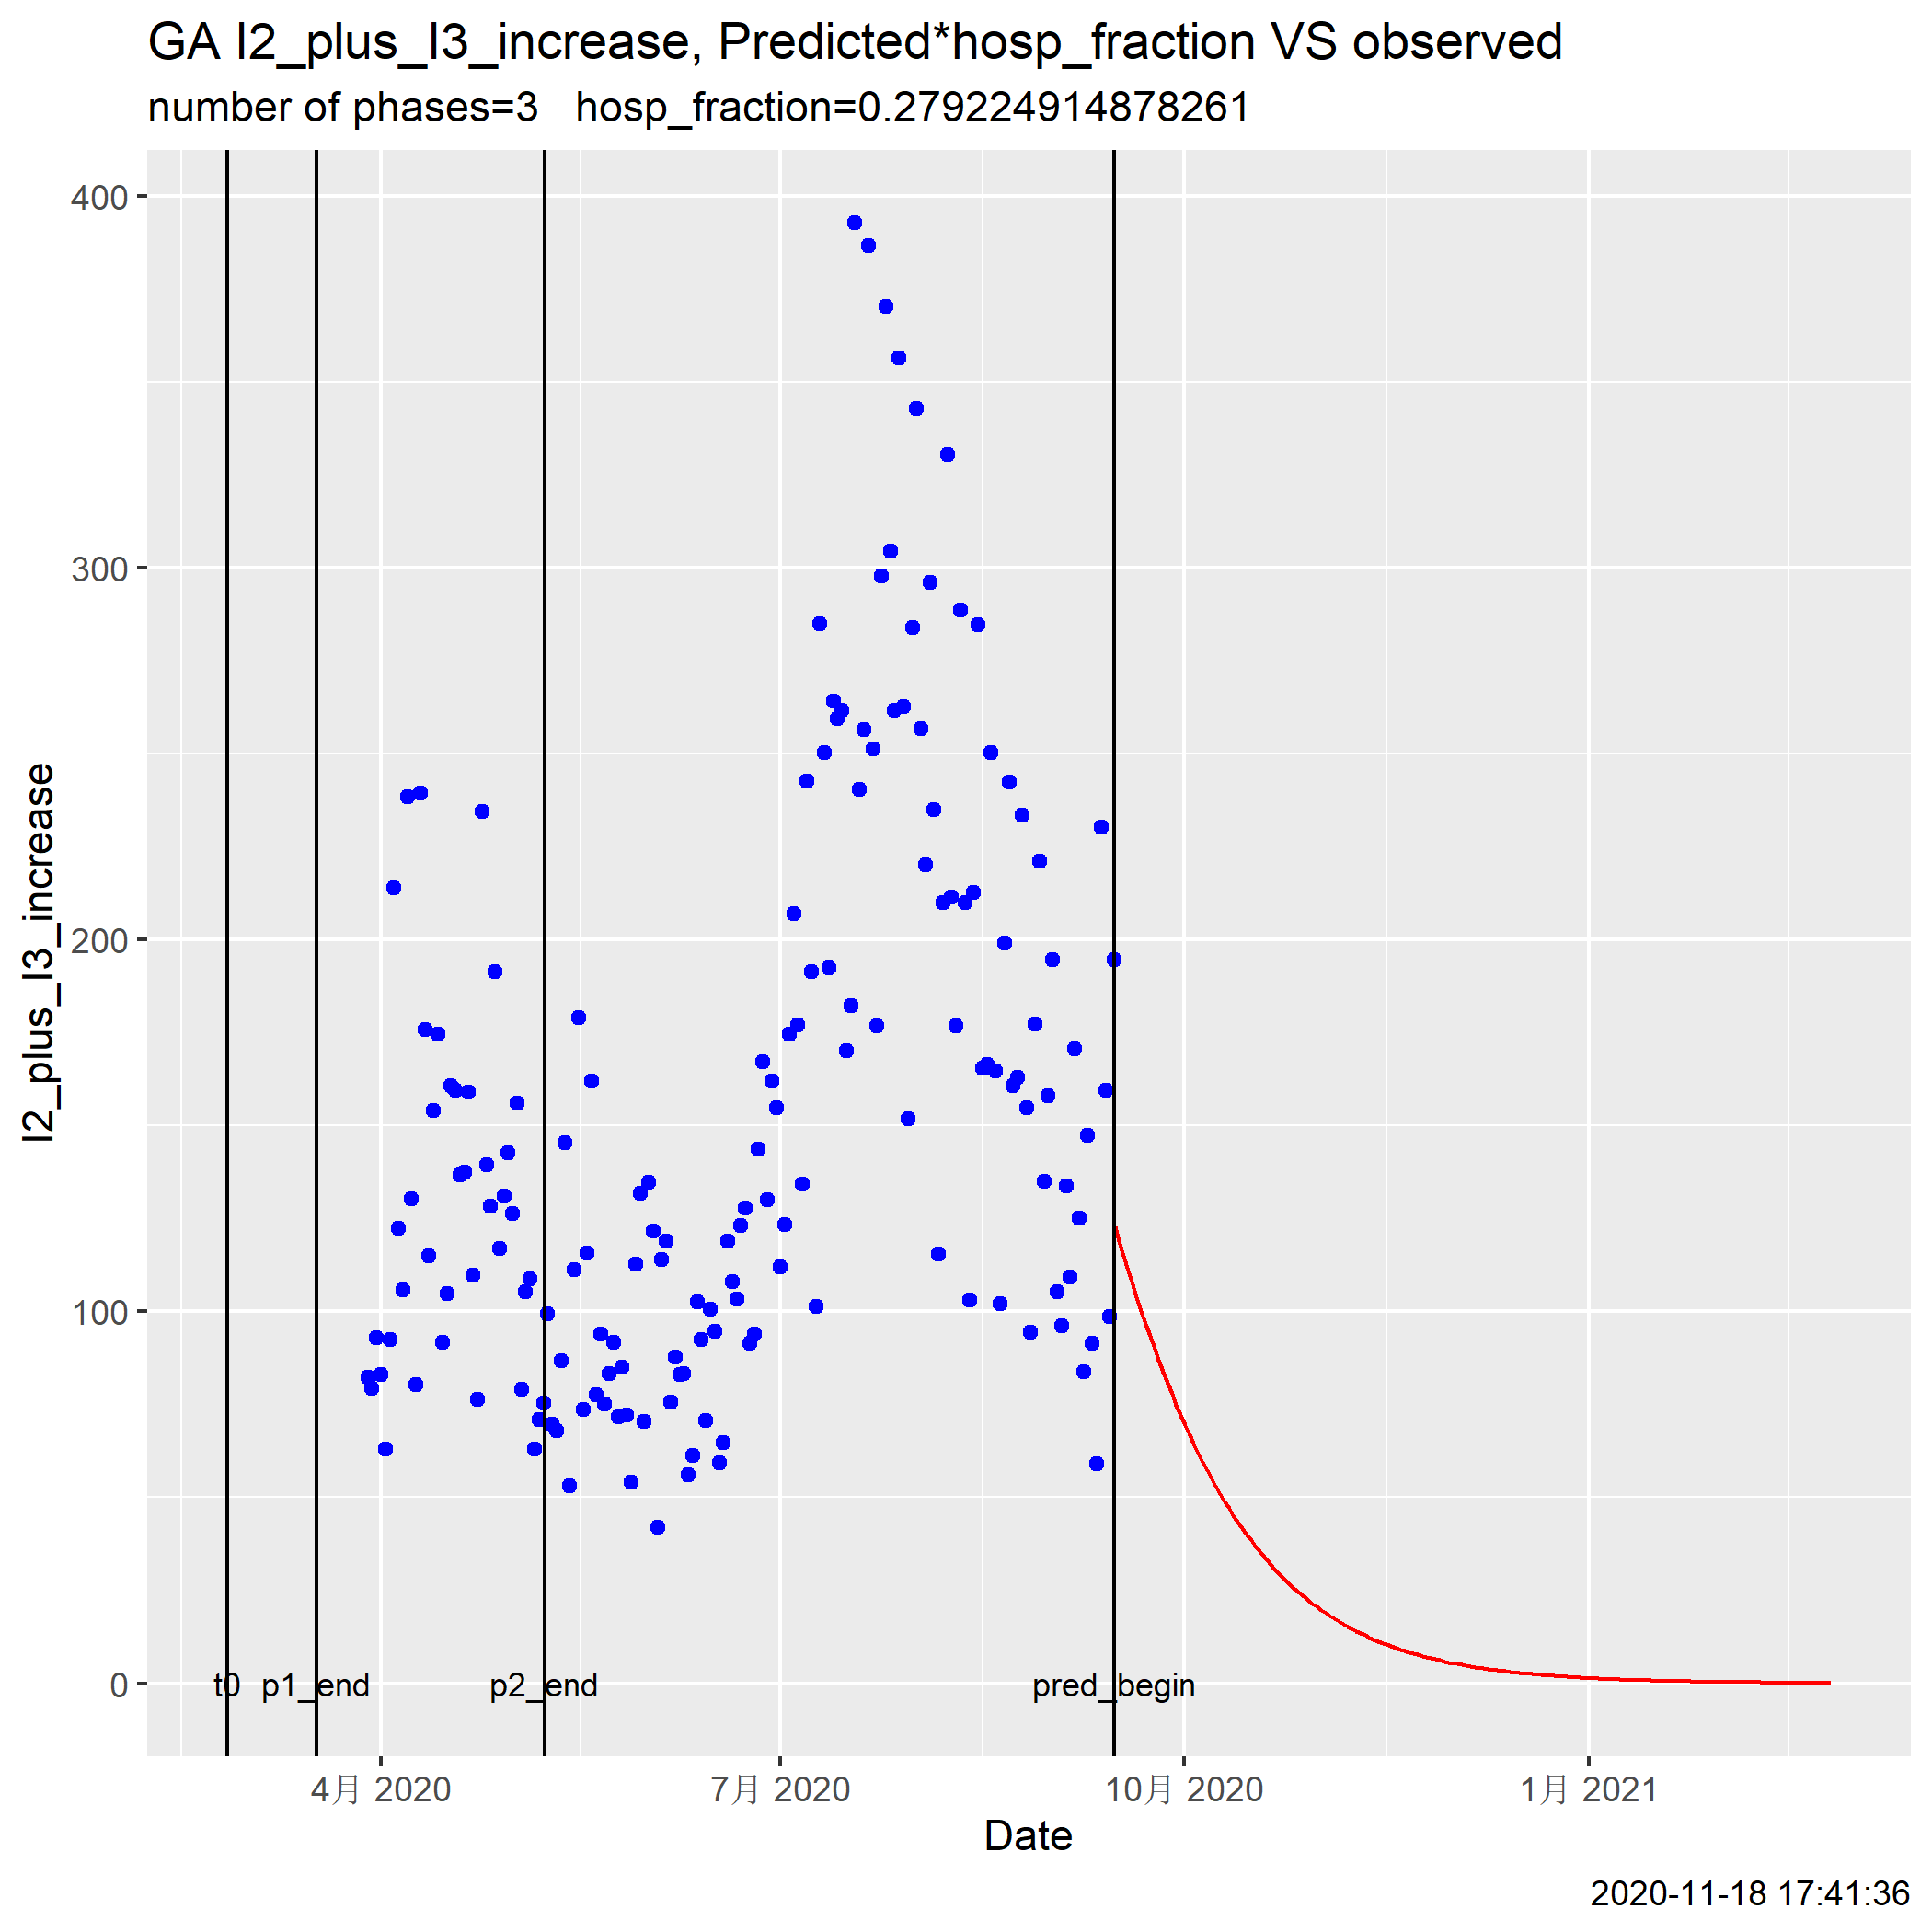 GA I2_plus_I3_increase, Predicted*hosp_fraction VS observed
number of phases=3   hosp_fraction=0.279224914878261
I2_plus_I3_increase
400
300
200
100
0
t0 p1_end p2_end pred_begin
4月 2020 7月 2020 10月 2020 1月 2021
Date
2020-11-18 17:41:36